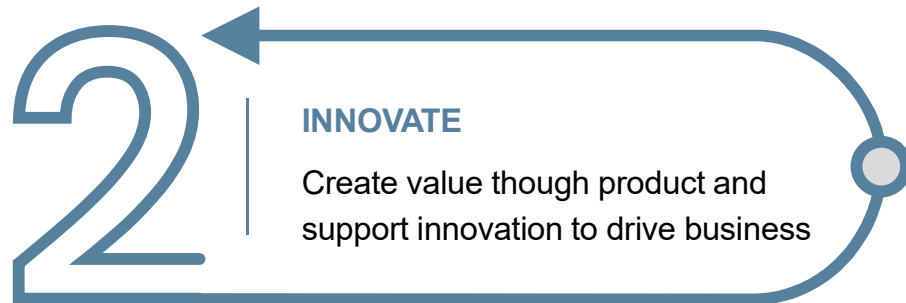 2
INNOVATE
Create value though product and
support innovation to drive business